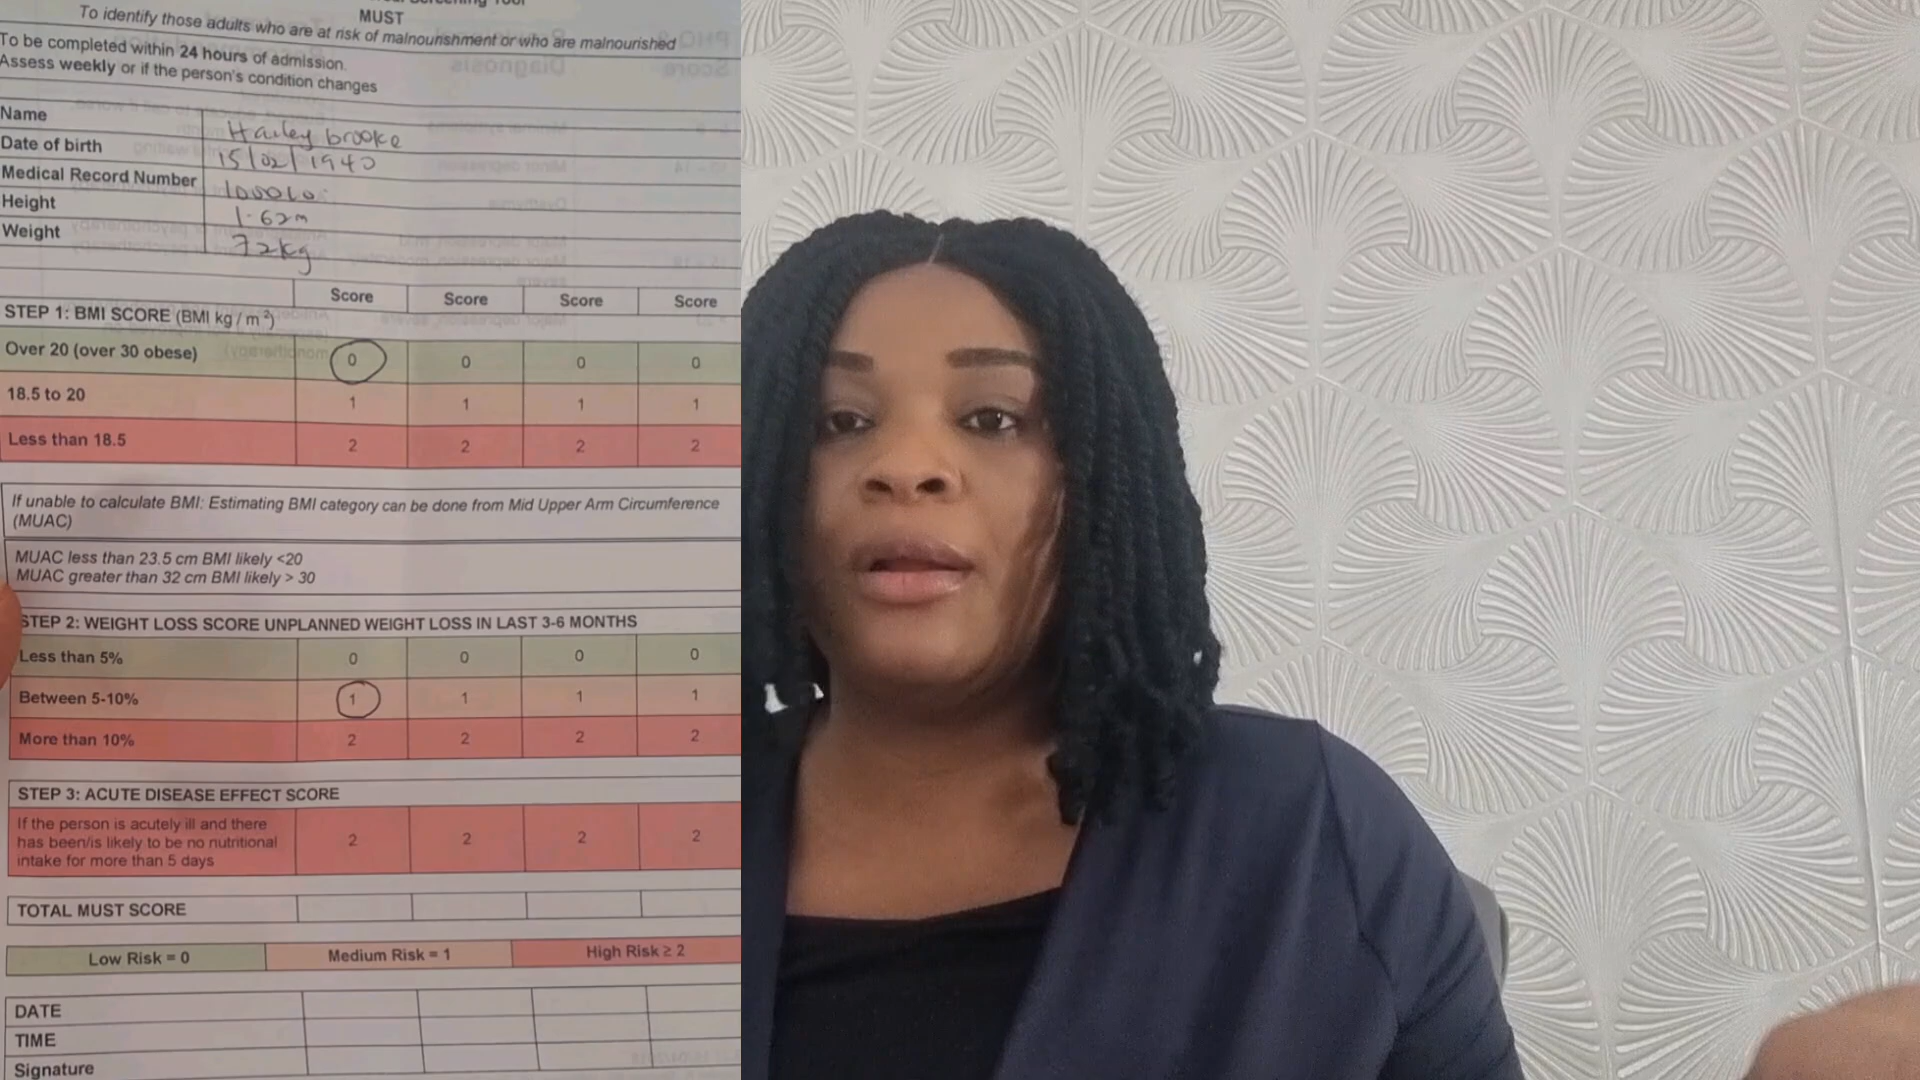 Screening Tool
MUST
To identify those adults who are at risk of malnourishment or who are malnourished
To be completed within 24 hours of admission.
Assess weekly or if the person's condition changes
Name Hailey brooke
Date of birth 15/02/1940
Medical Record Number
Height 1.62m
Weight 72kg
Score Score Score Score
STEP 1: BMI SCORE (BMI kg / m²)
Over 20 (over 30 obese) 0 0 0 0
18.5 to 20 1 1 1 1
Less than 18.5 2 2 2 2
If unable to calculate BMI: Estimating BMI category can be done from Mid Upper Arm Circumference
(MUAC)
MUAC less than 23.5 cm BMI likely <20
MUAC greater than 32 cm BMI likely > 30
STEP 2: WEIGHT LOSS SCORE UNPLANNED WEIGHT LOSS IN LAST 3-6 MONTHS
Less than 5% 0 0 0 0
Between 5-10% 1 1 1 1
More than 10% 2 2 2 2
STEP 3: ACUTE DISEASE EFFECT SCORE
If the person is acutely ill and there
has been/is likely to be no nutritional
intake for more than 5 days 2 2 2 2
TOTAL MUST SCORE
Low Risk = 0 Medium Risk = 1 High Risk ≥ 2
DATE
TIME
Signature